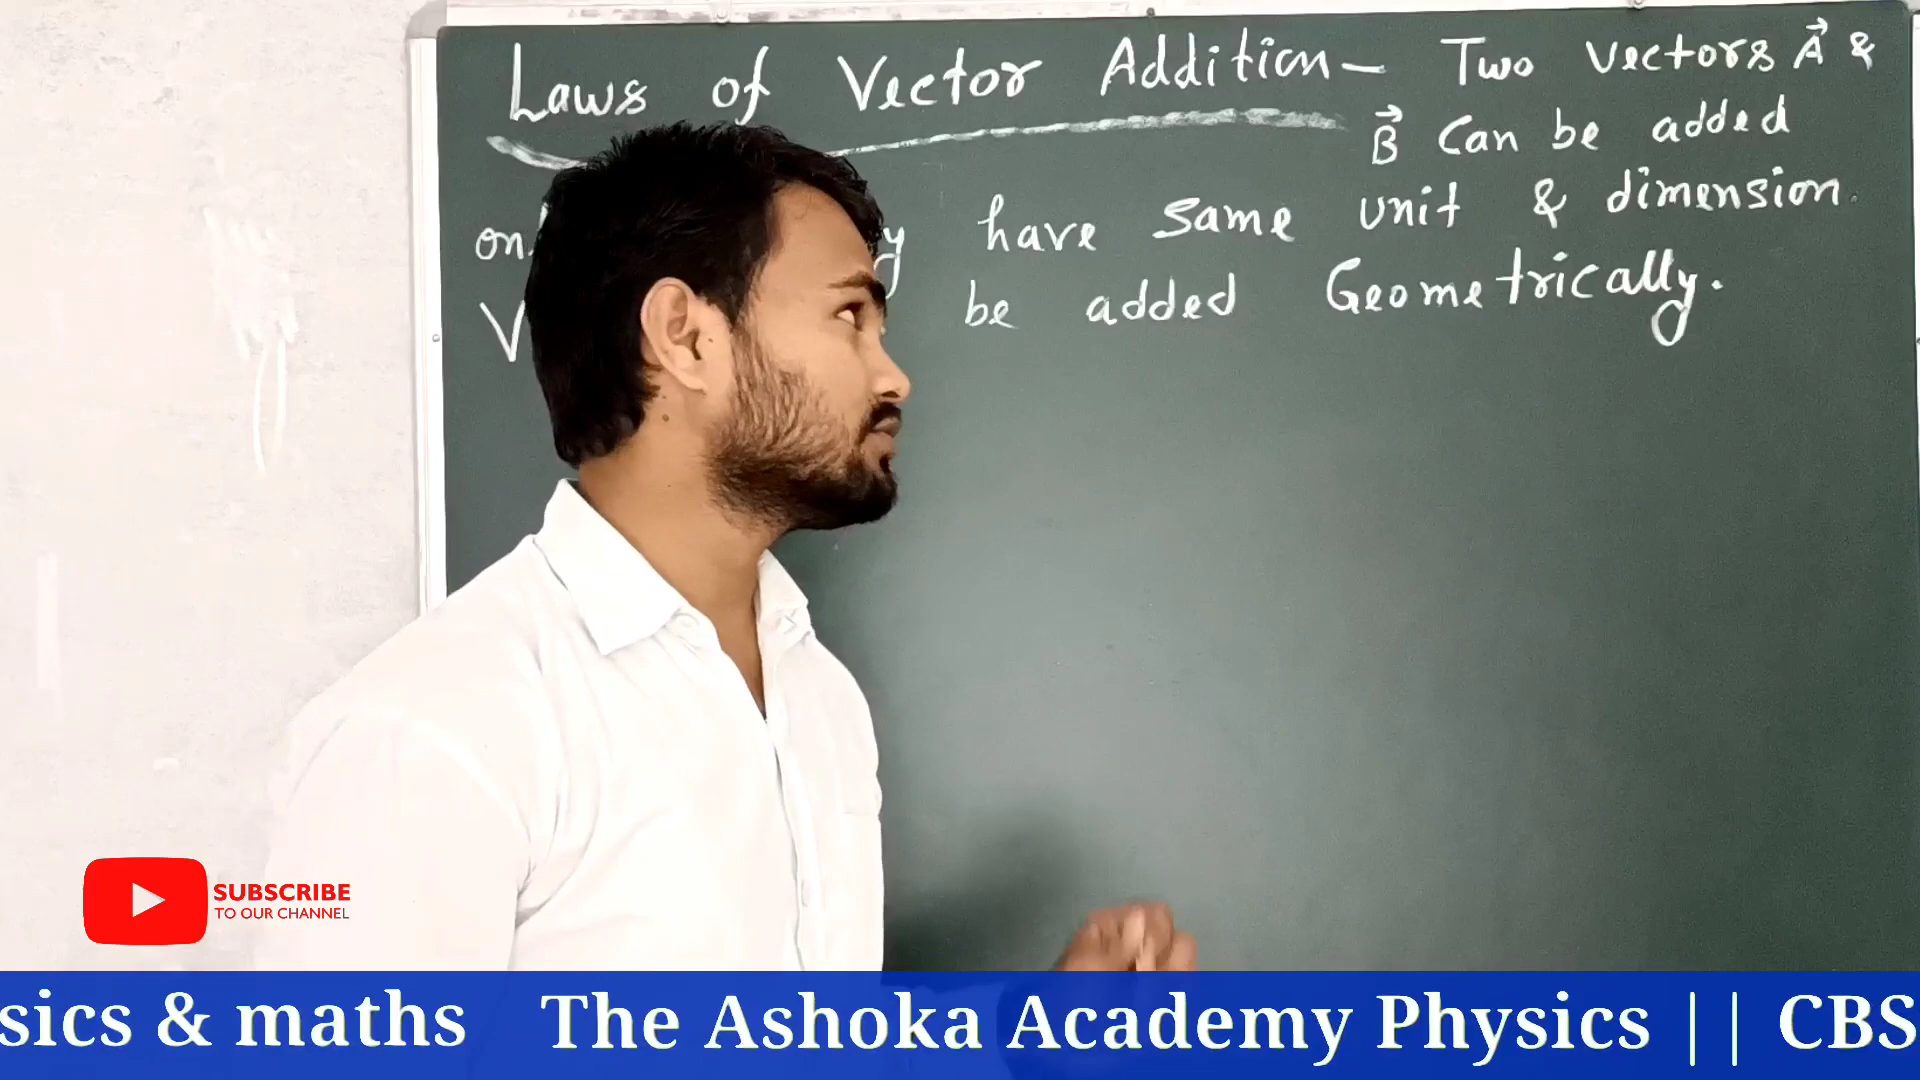 Laws of Vector Addition — Two vectors A⃗ &
B⃗ Can be added
have same unit & dimension.
be added Geometrically.
SUBSCRIBE
TO OUR CHANNEL
sics & maths The Ashoka Academy Physics || CBS